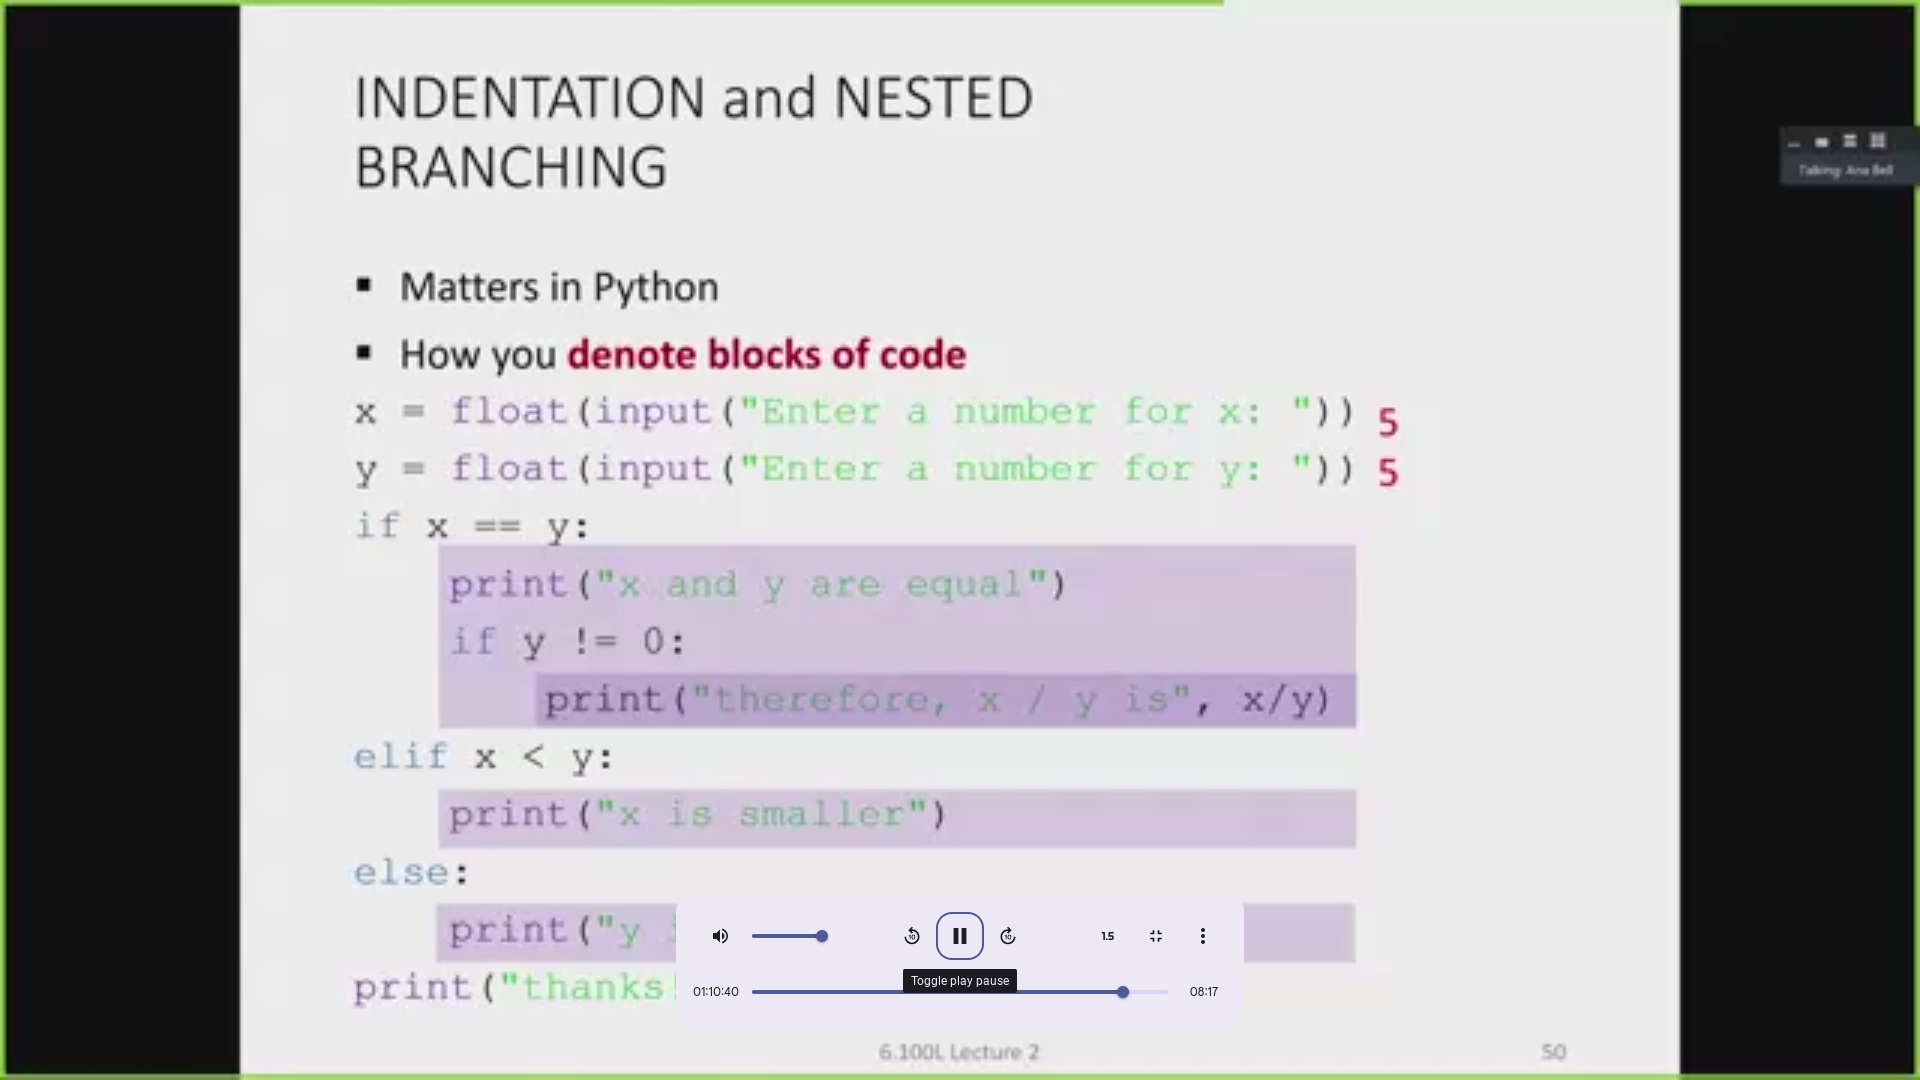 INDENTATION and NESTED
BRANCHING
Talking: Ana Bell
▪ Matters in Python
▪ How you denote blocks of code
x = float(input("Enter a number for x: ")) 5
y = float(input("Enter a number for y: ")) 5
if x == y:
    print("x and y are equal")
    if y != 0:
        print("therefore, x / y is", x/y)
elif x < y:
    print("x is smaller")
else:
    print("y
print("thanks
10 10 1.5
Toggle play pause
01:10:40 08:17
6.100L Lecture 2 50